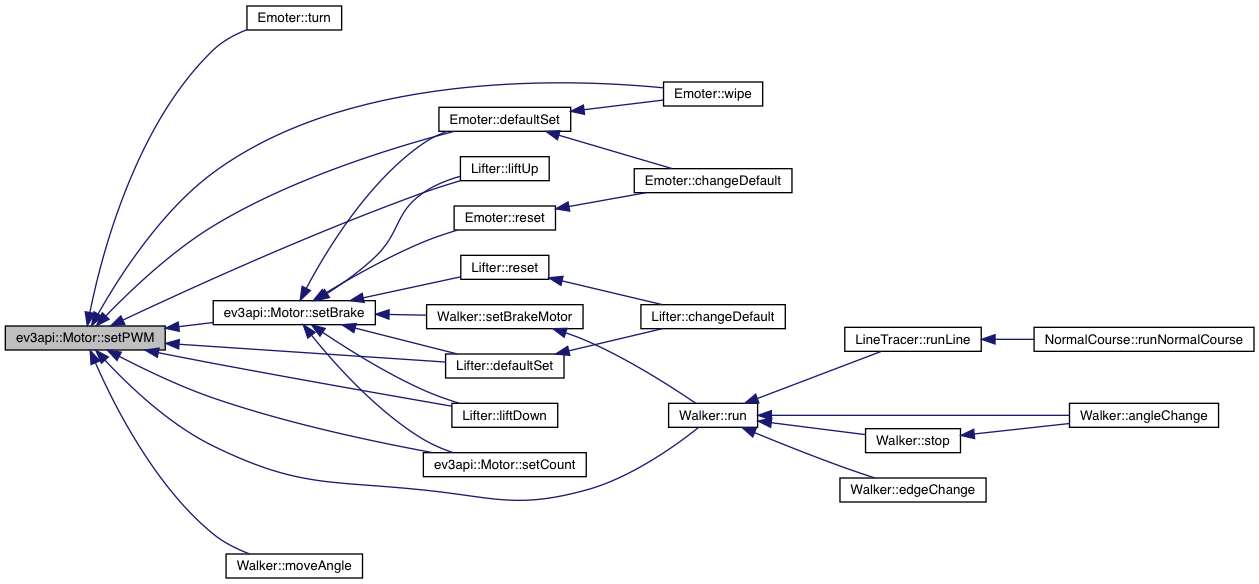 Emoter::turn
Emoter::wipe
Emoter::defaultSet
Lifter::liftUp
Emoter::changeDefault
Emoter::reset
Lifter::reset
ev3api::Motor::setBrake
Walker::setBrakeMotor
Lifter::changeDefault
ev3api::Motor::setPWM
LineTracer::runLine
NormalCourse::runNormalCourse
Lifter::defaultSet
Lifter::liftDown
Walker::run
Walker::angleChange
Walker::stop
ev3api::Motor::setCount
Walker::edgeChange
Walker::moveAngle